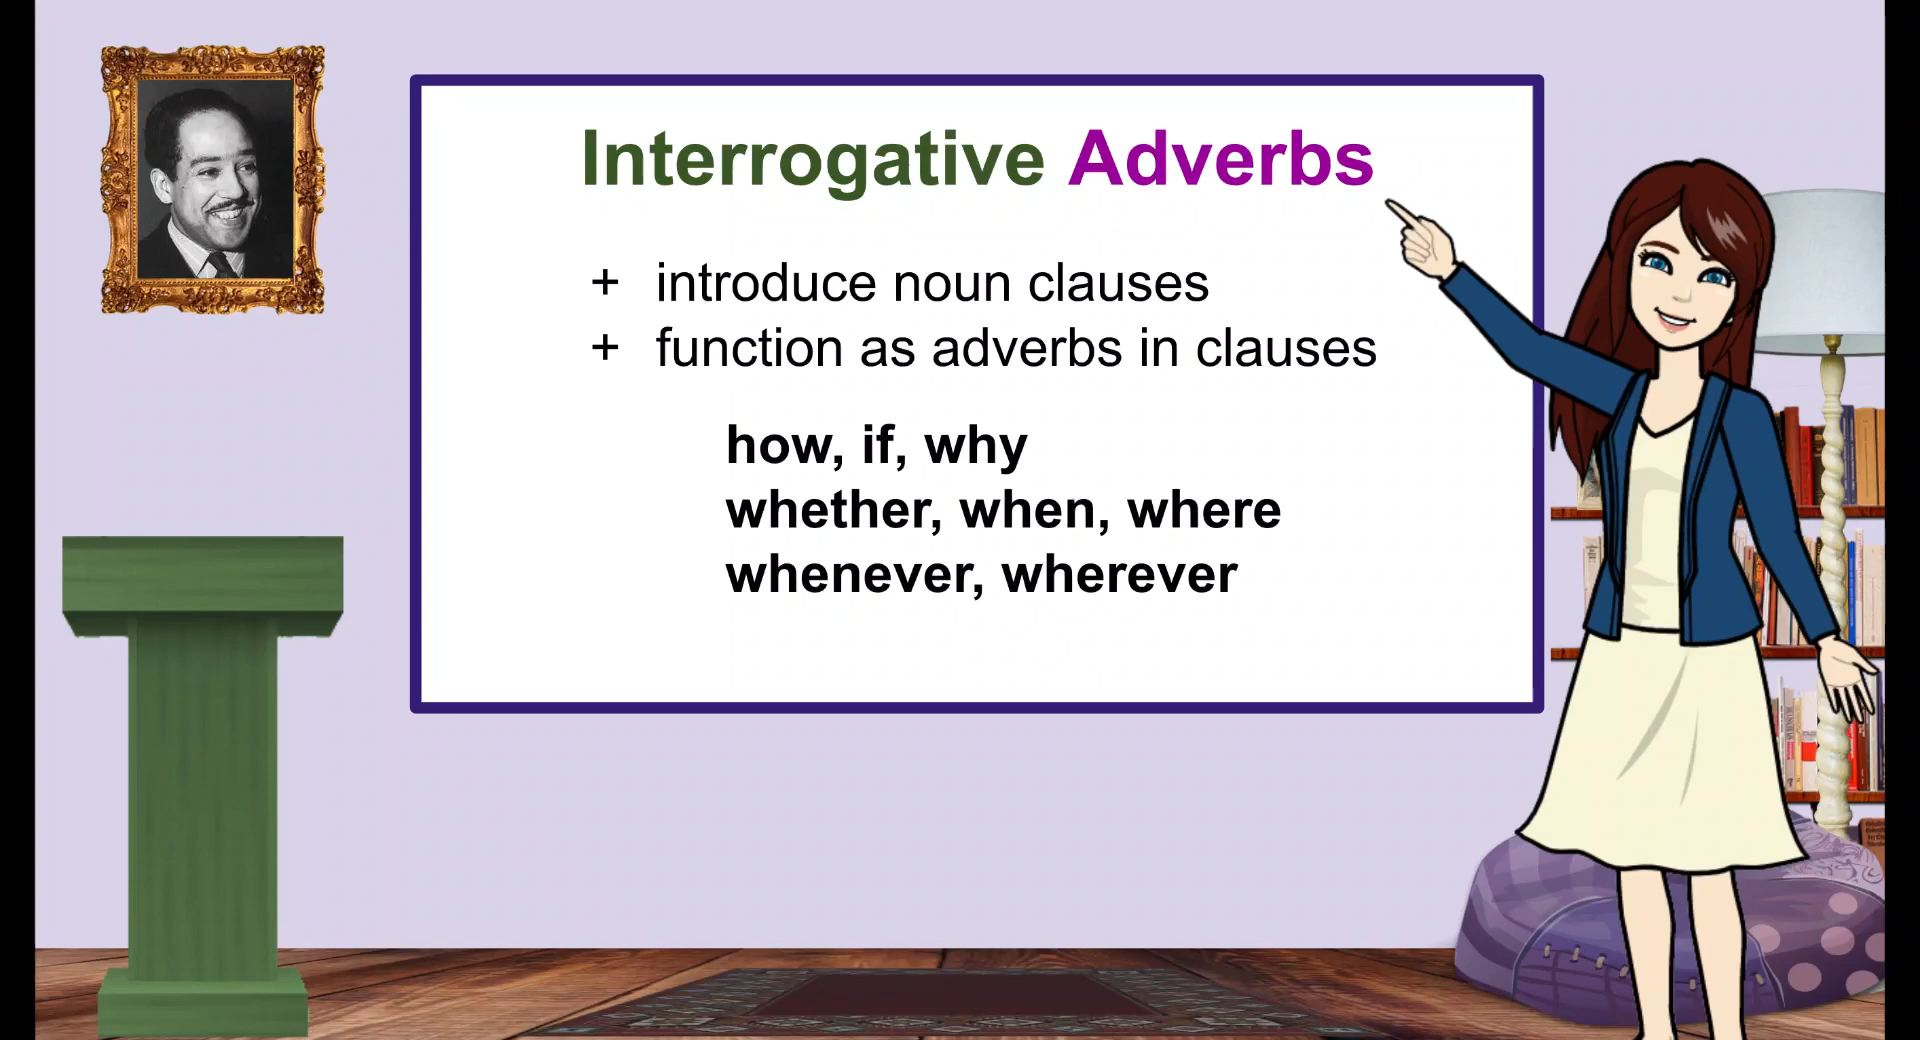 Interrogative Adverbs
+ introduce noun clauses
+ function as adverbs in clauses
how, if, why
whether, when, where
whenever, wherever